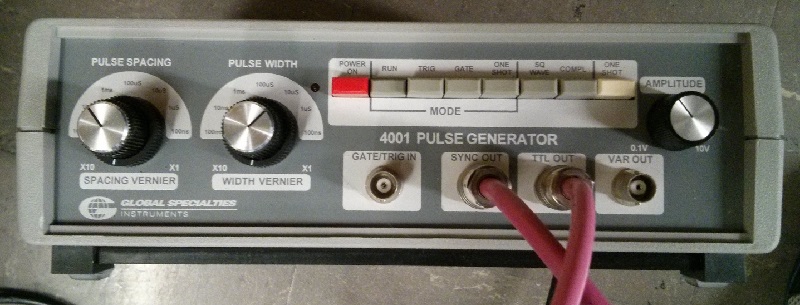 PULSE SPACING
PULSE WIDTH
POWER ON
RUN
TRIG
GATE
ONE SHOT
SQ WAVE
COMPL
ONE SHOT
MODE
AMPLITUDE
0.1V
10V
100uS
1uS
100ns
X10
X1
SPACING VERNIER
100uS
10us
1uS
100ns
X10
X1
WIDTH VERNIER
4001 PULSE GENERATOR
GATE/TRIG IN
SYNC OUT
TTL OUT
VAR OUT
GLOBAL SPECIALTIES
INSTRUMENTS